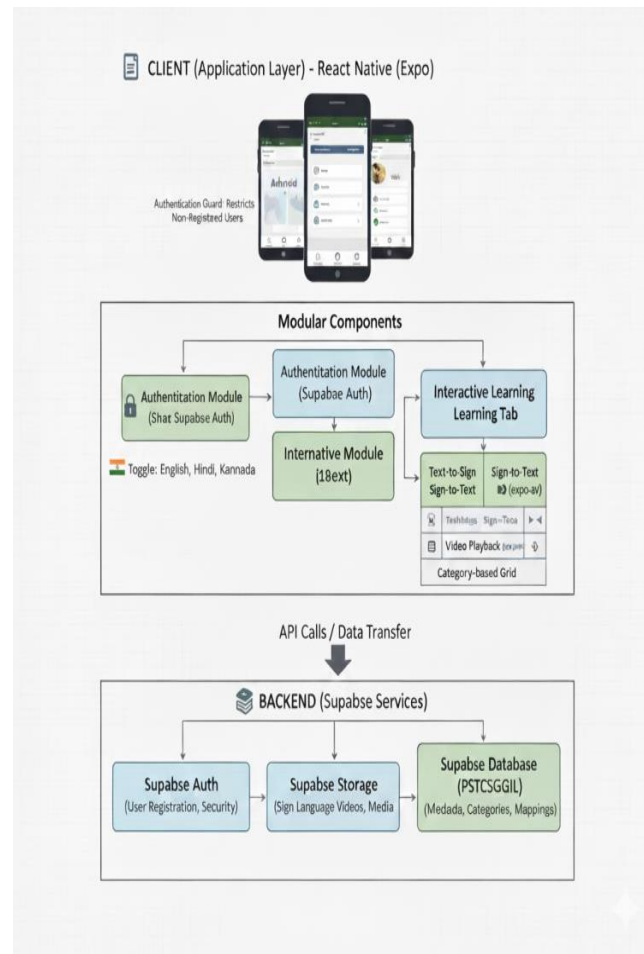 CLIENT (Application Layer) - React Native (Expo)
Authentication Guard: Restricts
Non-Registered Users
Modular Components
Authentitation Module
(Shat Supabse Auth)
Authentitation Module
(Supabae Auth)
Internative Module
(i18ext)
Interactive Learning
Learning Tab
Toggle: English, Hindi, Kannada
Text-to-Sign
Sign-to-Text
Sign-to-Text
(expo-av)
Video Playback
Category-based Grid
API Calls / Data Transfer
BACKEND (Supabse Services)
Supabse Auth
(User Registration, Security)
Supabse Storage
(Sign Language Videos, Media
Supabse Database
(PSTCSGGIL)
(Medada, Categories, Mappings)